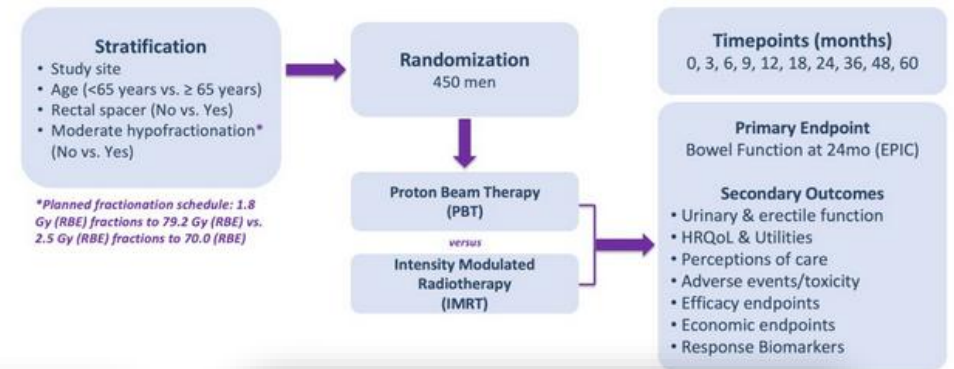 Stratification
• Study site
• Age (<65 years vs. ≥ 65 years)
• Rectal spacer (No vs. Yes)
• Moderate hypofractionation*
(No vs. Yes)
*Planned fractionation schedule: 1.8
Gy (RBE) fractions to 79.2 Gy (RBE) vs.
2.5 Gy (RBE) fractions to 70.0 (RBE)
Randomization
450 men
Proton Beam Therapy
(PBT)
versus
Intensity Modulated
Radiotherapy
(IMRT)
Timepoints (months)
0, 3, 6, 9, 12, 18, 24, 36, 48, 60
Primary Endpoint
Bowel Function at 24mo (EPIC)
Secondary Outcomes
• Urinary & erectile function
• HRQoL & Utilities
• Perceptions of care
• Adverse events/toxicity
• Efficacy endpoints
• Economic endpoints
• Response Biomarkers